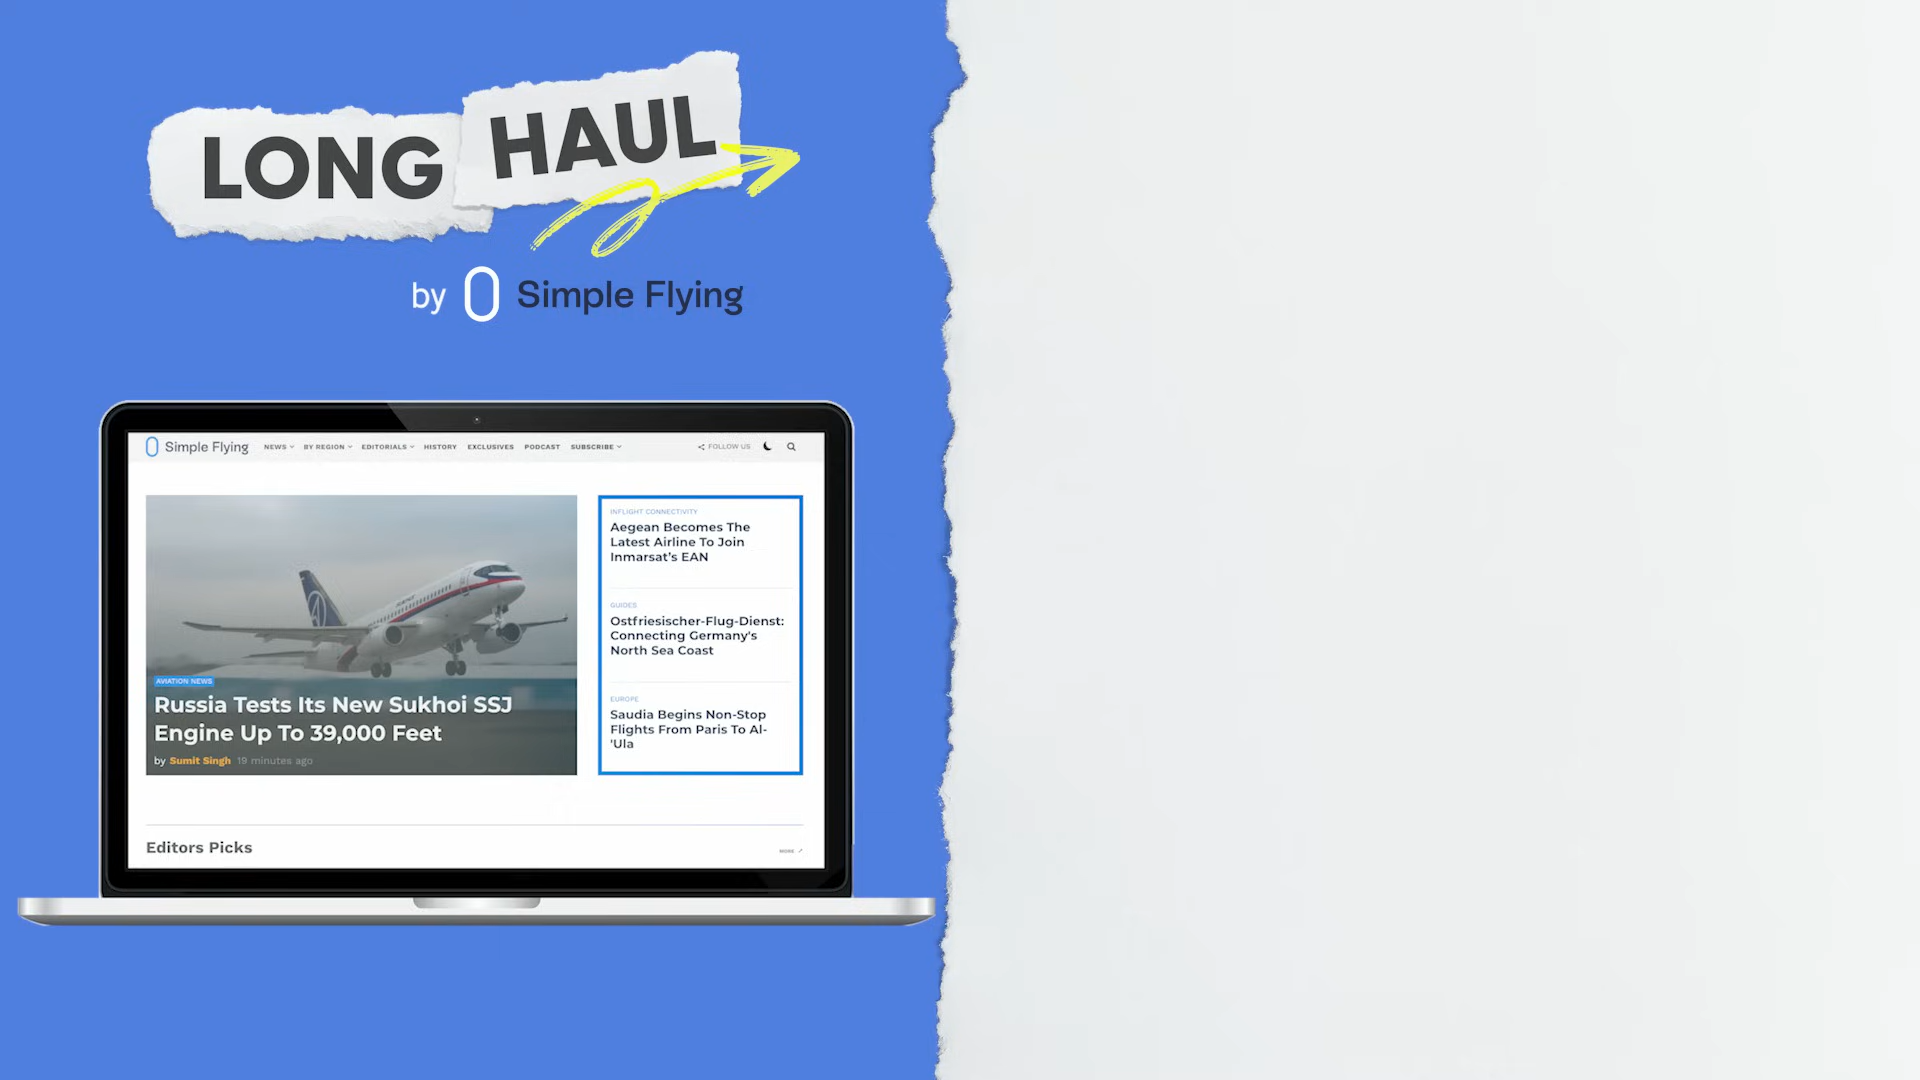 LONG HAUL
by Simple Flying
Simple Flying NEWS BY REGION EDITORIALS HISTORY EXCLUSIVES PODCAST SUBSCRIBE FOLLOW US
AVIATION NEWS
Russia Tests Its New Sukhoi SSJ
Engine Up To 39,000 Feet
by Sumit Singh 19 minutes ago
INFLIGHT CONNECTIVITY
Aegean Becomes The
Latest Airline To Join
Inmarsat's EAN
GUIDES
Ostfriesischer-Flug-Dienst:
Connecting Germany's
North Sea Coast
EUROPE
Saudia Begins Non-Stop
Flights From Paris To Al-
'Ula
Editors Picks
MORE